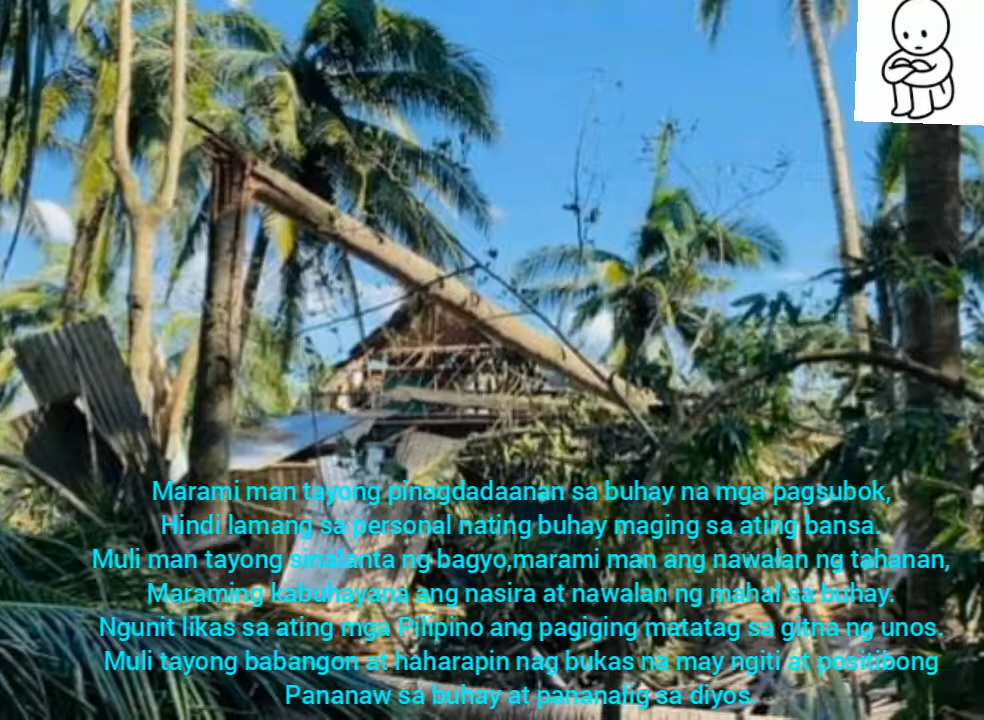 Marami man tayong pinagdadaanan sa buhay na mga pagsubok,
Hindi lamang sa personal nating buhay maging sa ating bansa.
Muli man tayong sinalanta ng bagyo,marami man ang nawalan ng tahanan,
Maraming kabuhayana ang nasira at nawalan ng mahal sa buhay.
Ngunit likas sa ating mga Pilipino ang pagiging matatag sa gitna ng unos.
Muli tayong babangon at haharapin nag bukas na may ngiti at positibong
Pananaw sa buhay at pananalig sa diyos.